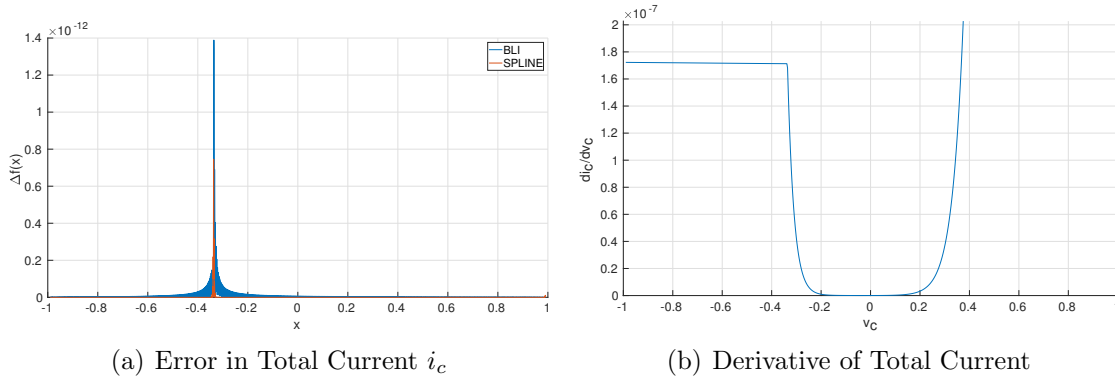 ×10⁻¹²
1.4
1.2
1
0.8
0.6
0.4
0.2
0
Δf(x)
BLI
SPLINE
-1 -0.8 -0.6 -0.4 -0.2 0 0.2 0.4 0.6 0.8 1
x
(a) Error in Total Current i_c
×10⁻⁷
2
1.8
1.6
1.4
1.2
1
0.8
0.6
0.4
0.2
0
di_C/dv_C
-1 -0.8 -0.6 -0.4 -0.2 0 0.2 0.4 0.6 0.8 1
v_C
(b) Derivative of Total Current